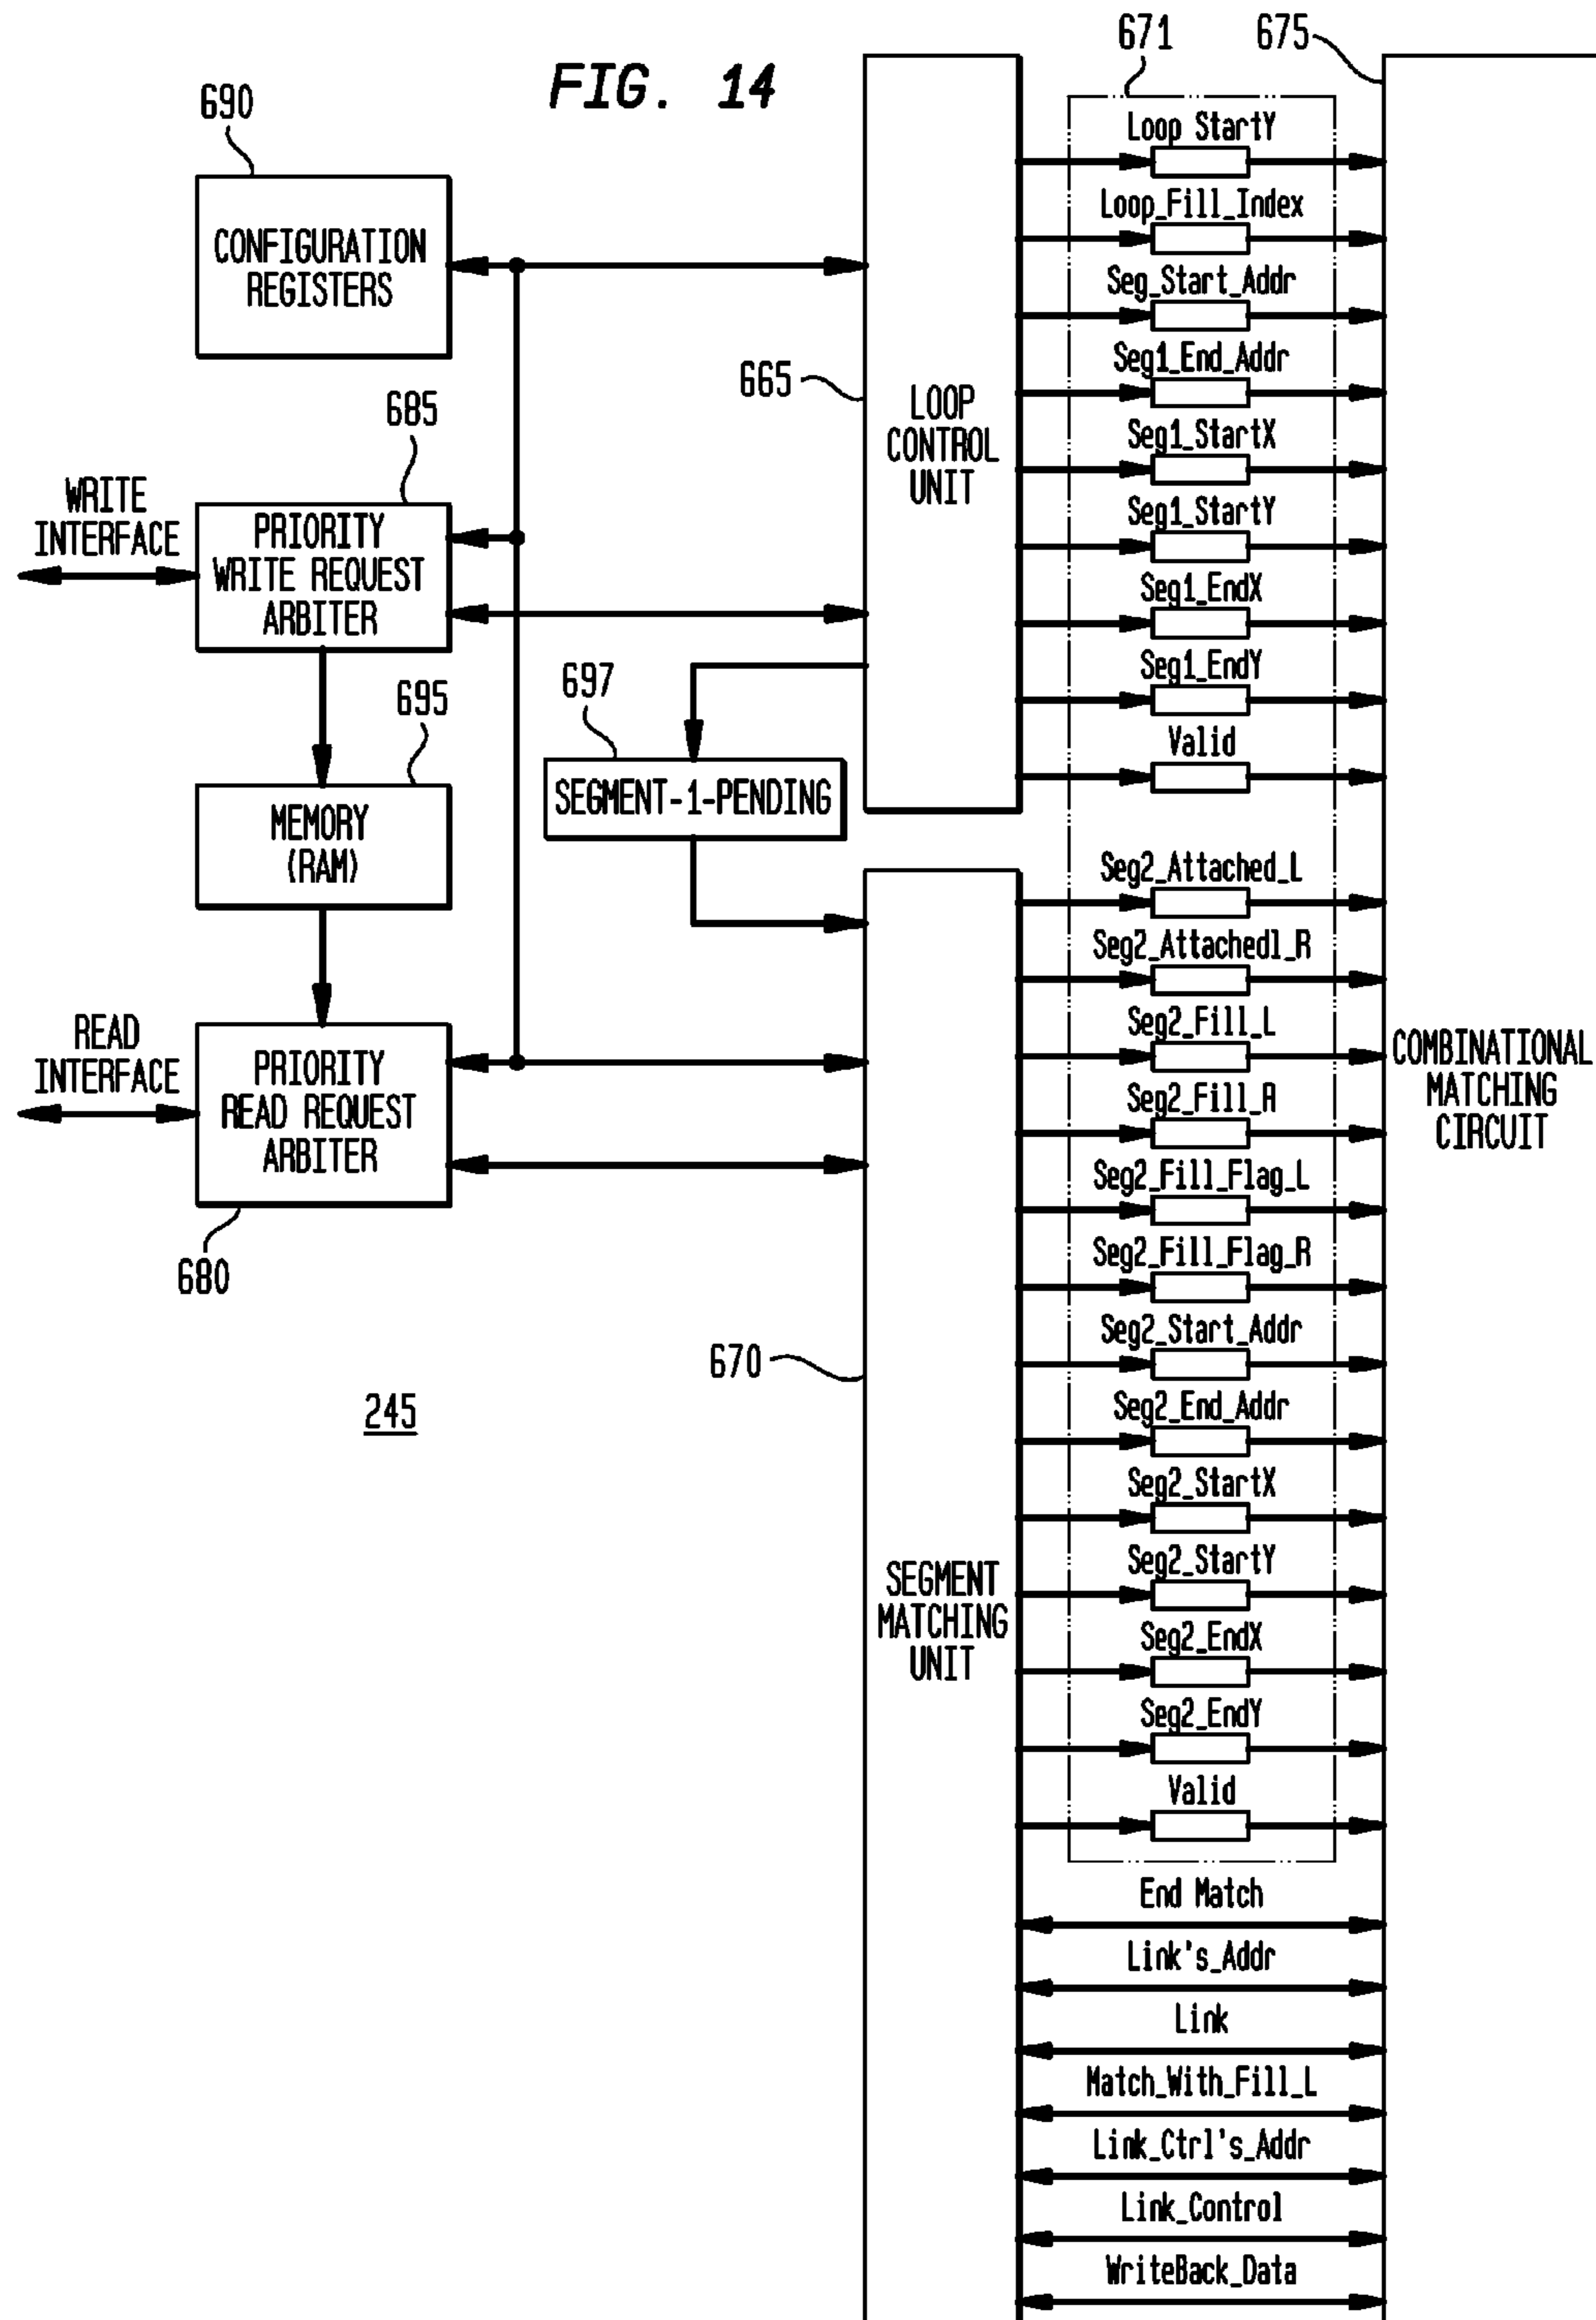 FIG. 14
690
CONFIGURATION
REGISTERS
685
WRITE
INTERFACE
PRIORITY
WRITE REQUEST
ARBITER
695
MEMORY
(RAM)
READ
INTERFACE
PRIORITY
READ REQUEST
ARBITER
680
245
697
SEGMENT-1-PENDING
665
LOOP
CONTROL
UNIT
670
SEGMENT
MATCHING
UNIT
671
Loop StartY
Loop_Fill_Index
Seg_Start_Addr
Seg1_End_Addr
Seg1_StartX
Seg1_StartY
Seg1_EndX
Seg1_EndY
Valid
Seg2_Attached_L
Seg2_Attachedl_R
Seg2_Fill_L
Seg2_Fill_R
Seg2_Fill_Flag_L
Seg2_Fill_Flag_R
Seg2_Start_Addr
Seg2_End_Addr
Seg2_StartX
Seg2_StartY
Seg2_EndX
Seg2_EndY
Valid
End Match
Link's_Addr
Link
Match_With_Fill_L
Link_Ctrl's_Addr
Link_Control
WriteBack_Data
675
COMBINATIONAL
MATCHING
CIRCUIT